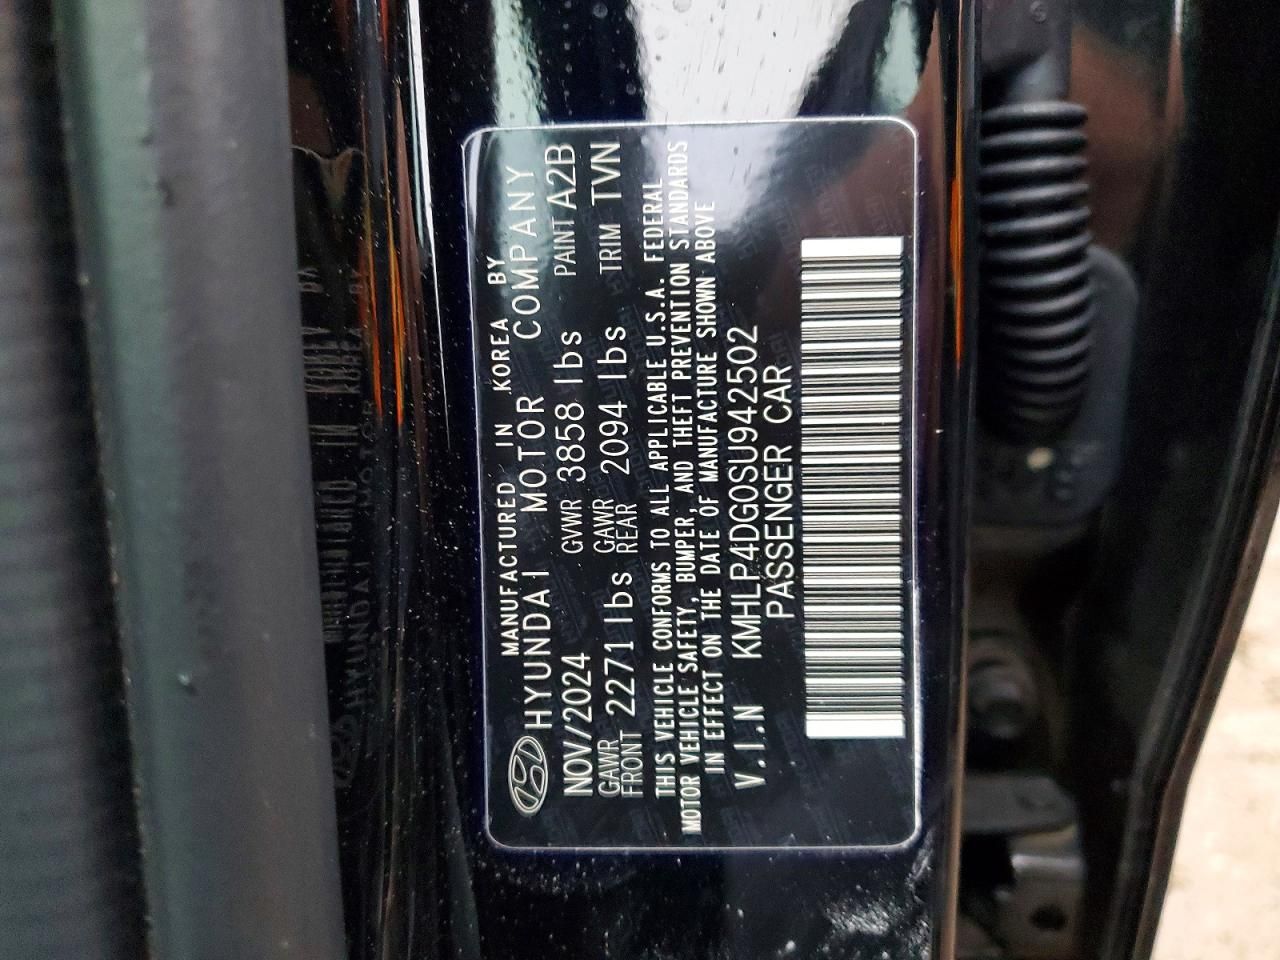 MANUFACTURED IN KOREA BY
HYUNDAI MOTOR COMPANY
NOV/2024 GVWR 3858 lbs PAINT A2B
GAWR FRONT 2271 lbs GAWR REAR 2094 lbs TRIM TVN
THIS VEHICLE CONFORMS TO ALL APPLICABLE U.S.A. FEDERAL
MOTOR VEHICLE SAFETY, BUMPER, AND THEFT PREVENTION STANDARDS
IN EFFECT ON THE DATE OF MANUFACTURE SHOWN ABOVE
V.I.N KMHLP4DG0SU942502
PASSENGER CAR